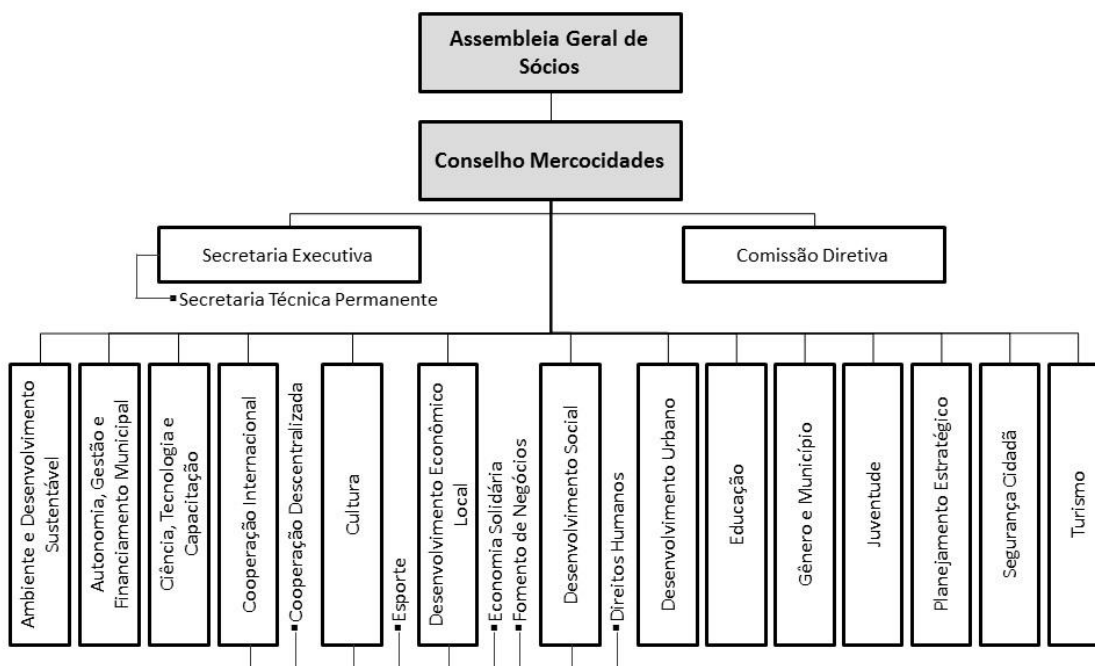 Assembleia Geral de
Sócios
Conselho Mercocidades
Secretaria Executiva
Comissão Diretiva
Secretaria Técnica Permanente
Ambiente e Desenvolvimento
Sustentável
Autonomia, Gestão e
Financiamento Municipal
Ciência, Tecnologia e
Capacitação
Cooperação Internacional
Cooperação Descentralizada
Cultura
Esporte
Desenvolvimento Econômico
Local
Economia Solidária
Fomento de Negócios
Desenvolvimento Social
Direitos Humanos
Desenvolvimento Urbano
Educação
Gênero e Município
Juventude
Planejamento Estratégico
Segurança Cidadã
Turismo